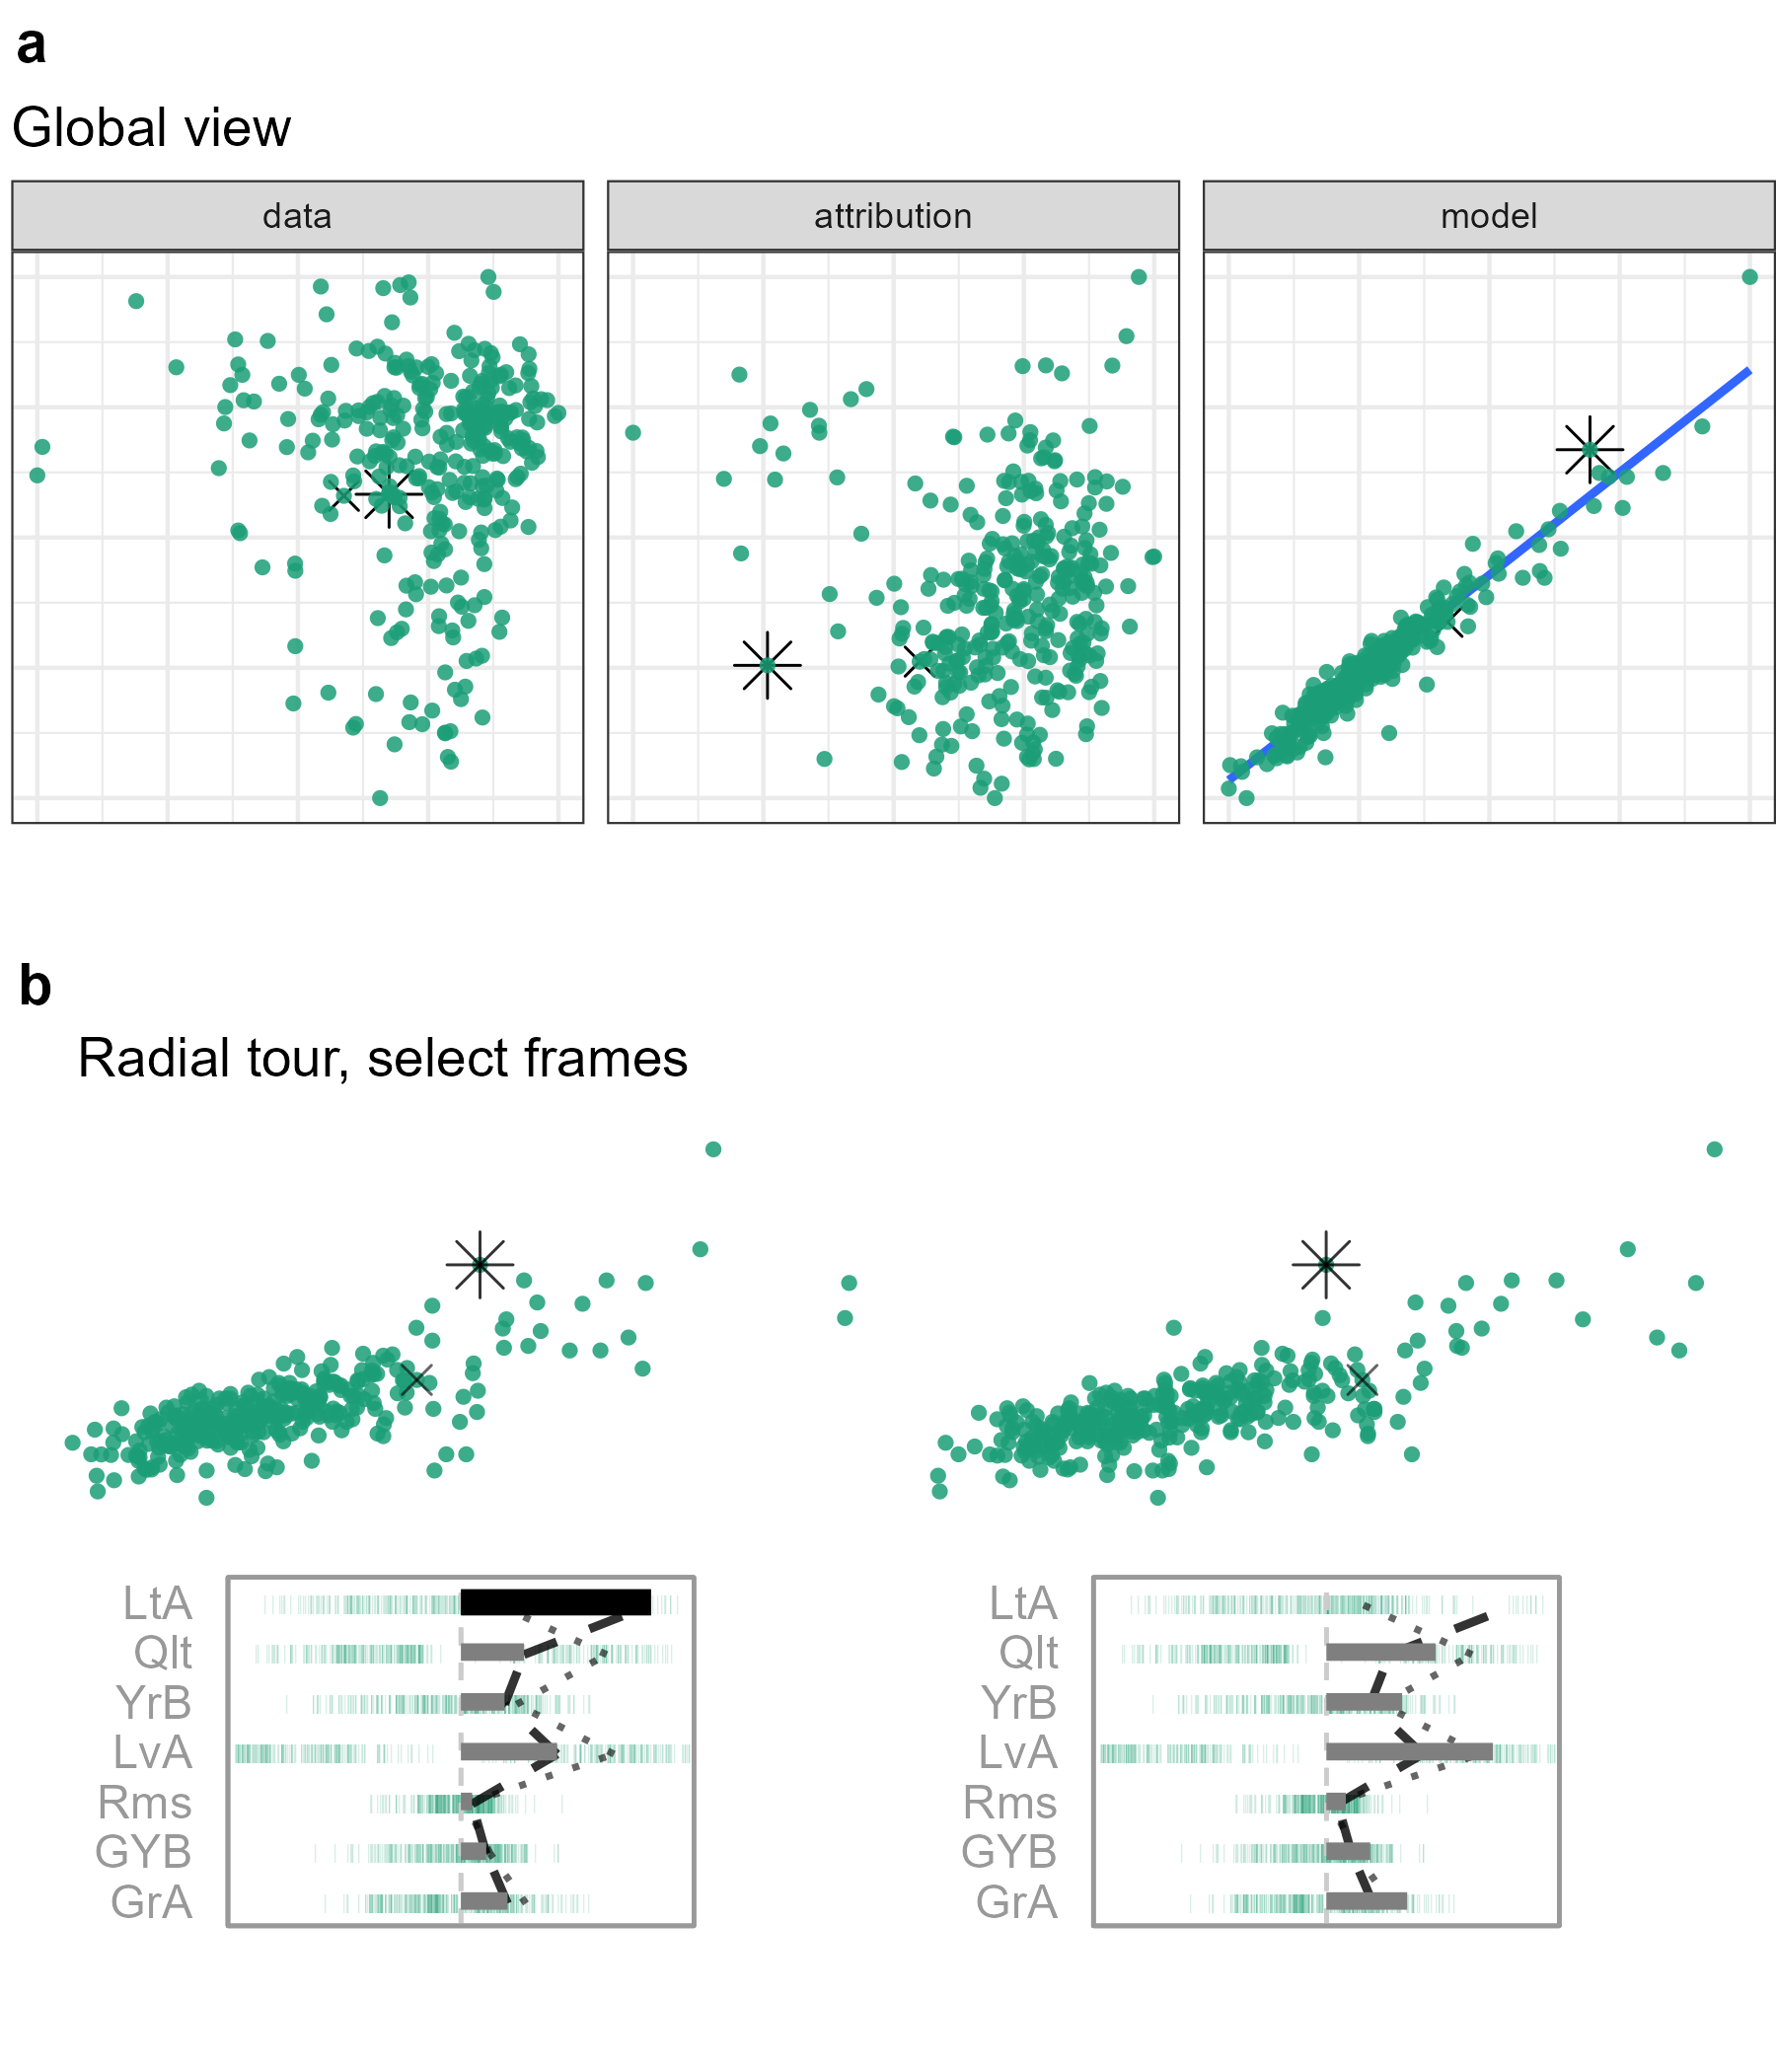 a
Global view
data attribution model
b
Radial tour, select frames
LtA LtA
Qlt Qlt
YrB YrB
LvA LvA
Rms Rms
GYB GYB
GrA GrA